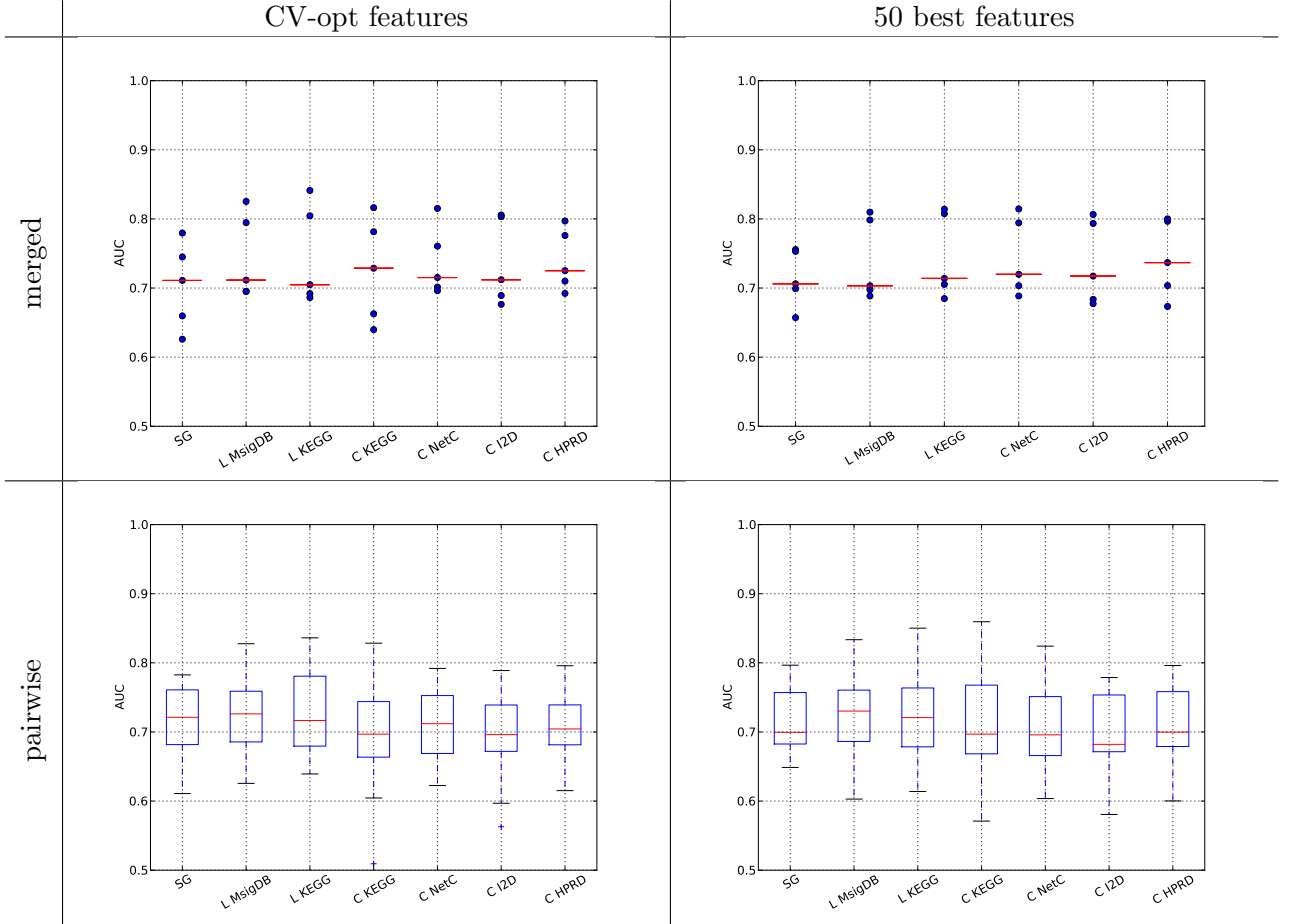 CV-opt features
50 best features
merged
1.0
0.9
0.8
0.7
0.6
0.5
AUC
SG
L MsigDB
L KEGG
C KEGG
C NetC
C I2D
C HPRD
1.0
0.9
0.8
0.7
0.6
0.5
AUC
SG
L MsigDB
L KEGG
C NetC
C I2D
C HPRD
pairwise
1.0
0.9
0.8
0.7
0.6
0.5
AUC
SG
L MsigDB
L KEGG
C KEGG
C NetC
C I2D
C HPRD
1.0
0.9
0.8
0.7
0.6
0.5
AUC
SG
L MsigDB
L KEGG
C KEGG
C NetC
C I2D
C HPRD